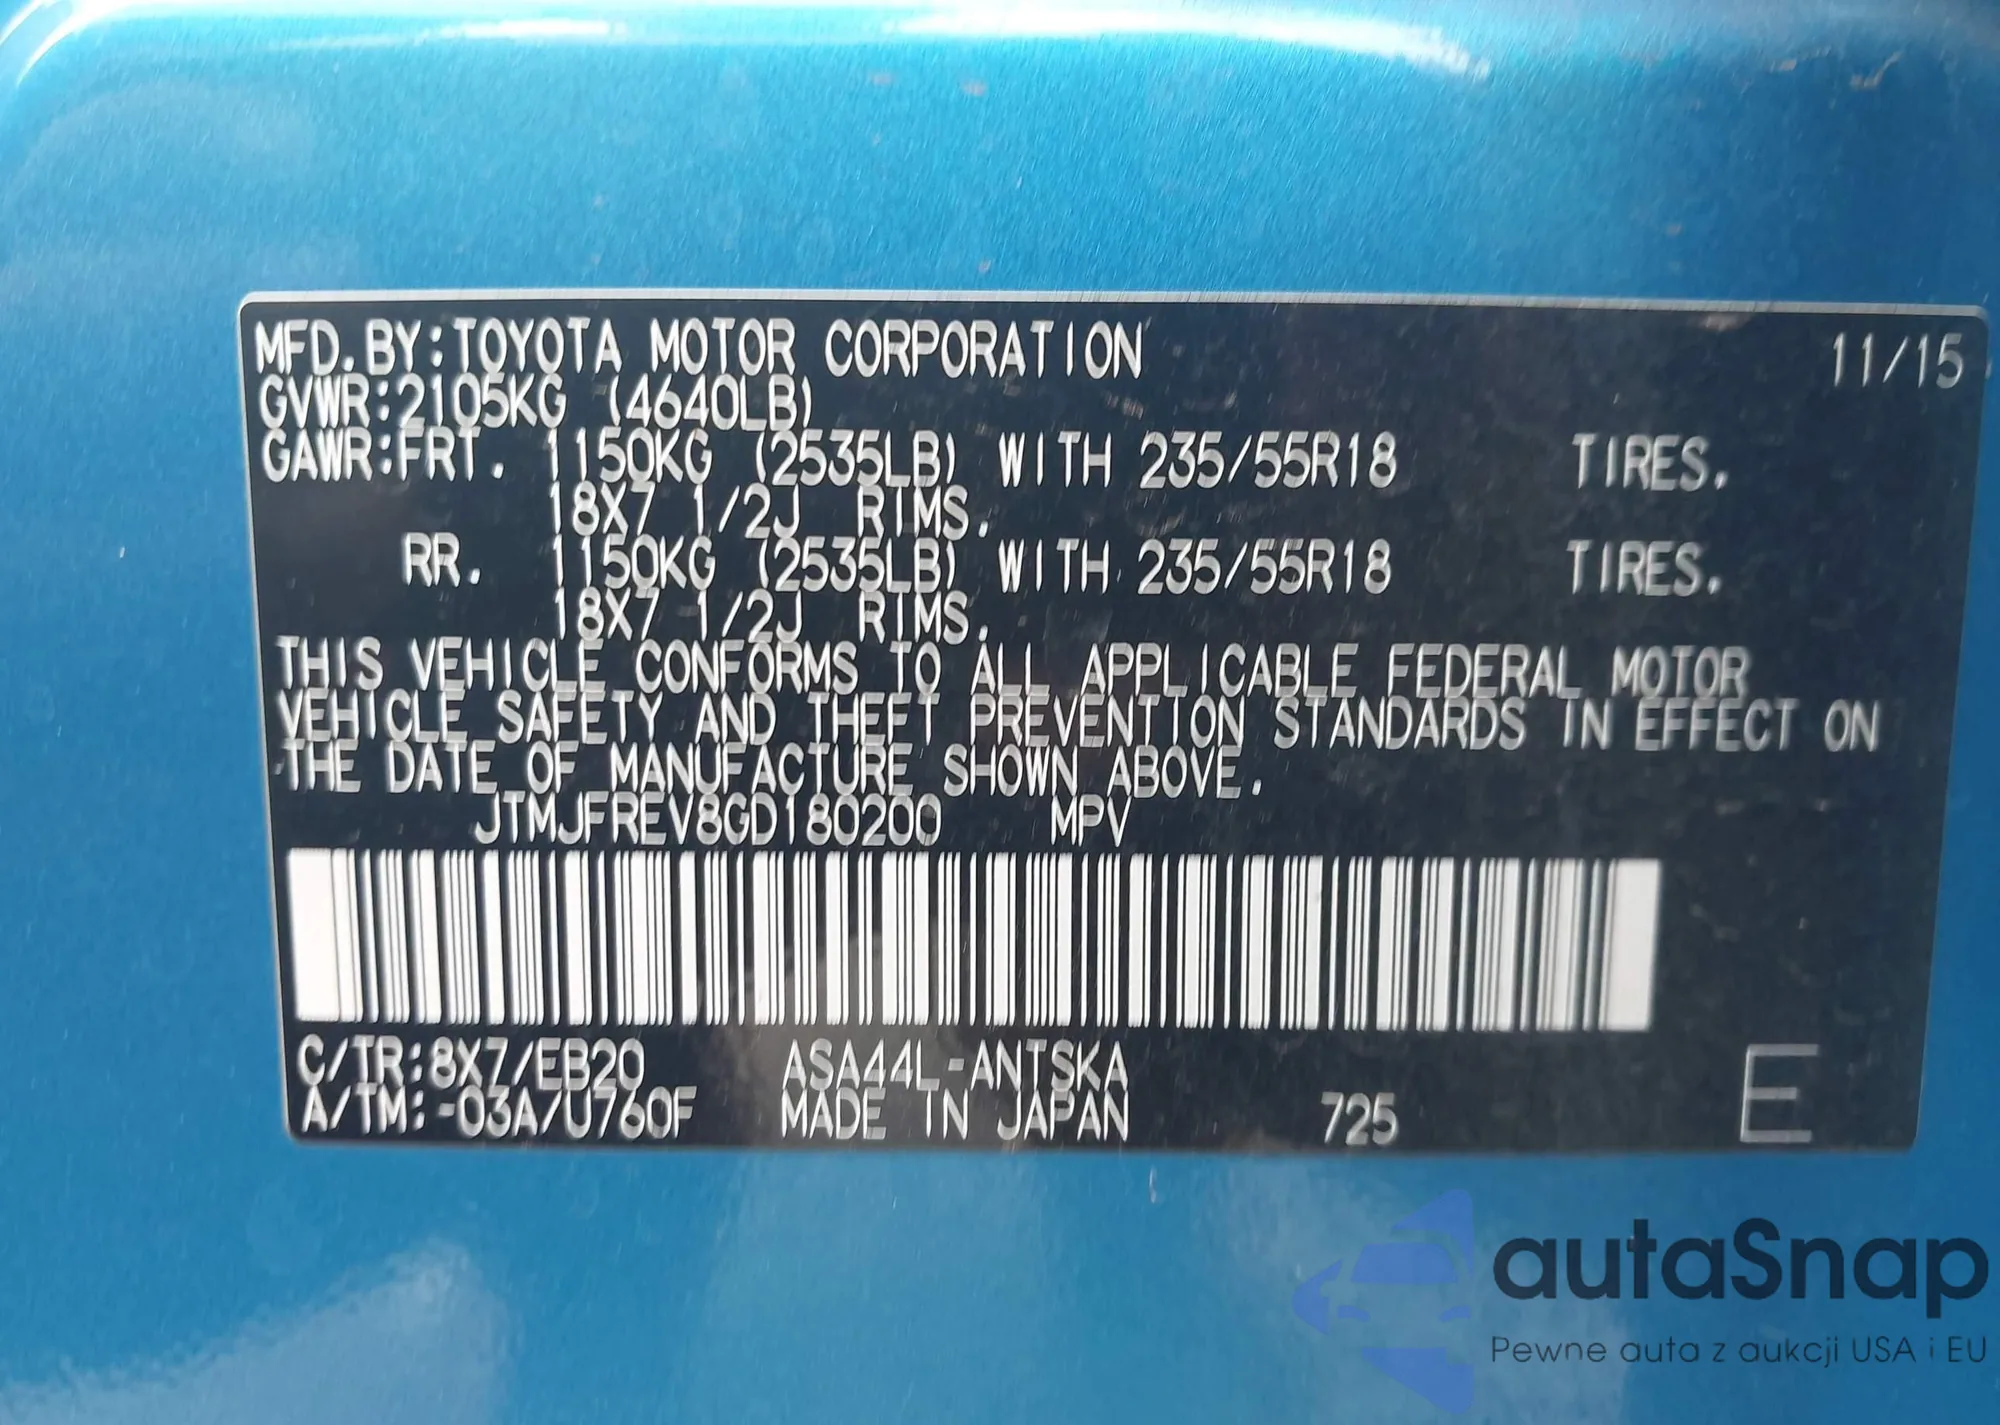 MFD.BY:TOYOTA MOTOR CORPORATION 11/15
GVWR:2105KG (4640LB)
GAWR:FRT. 1150KG (2535LB) WITH 235/55R18 TIRES.
18X7 1/2J RIMS.
RR. 1150KG (2535LB) WITH 235/55R18 TIRES.
18X7 1/2J RIMS.
THIS VEHICLE CONFORMS TO ALL APPLICABLE FEDERAL MOTOR
VEHICLE SAFETY AND THEFT PREVENTION STANDARDS IN EFFECT ON
THE DATE OF MANUFACTURE SHOWN ABOVE.
JTMJFREV8GD180200 MPV
C/TR:8X7/EB20 ASA44L-ANTSKA
A/TM:-03A/U760F MADE IN JAPAN 725 E
autaSnap
Pewne auta z aukcji USA i EU